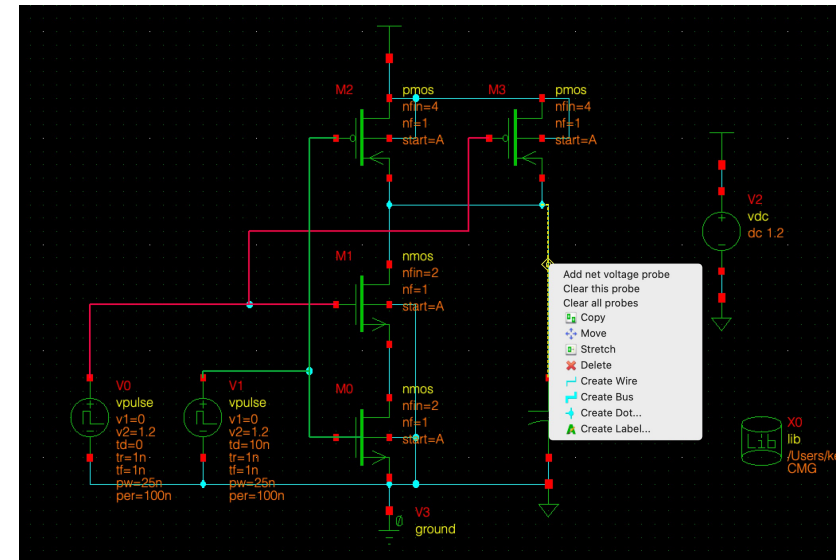 M2
pmos
nfin=4
nf=1
start=A
M3
pmos
nfin=4
nf=1
start=A
V2
vdc
dc 1.2
M1
nmos
nfin=2
nf=1
start=A
Add net voltage probe
Clear this probe
Clear all probes
Copy
Move
Stretch
Delete
Create Wire
Create Bus
Create Dot...
Create Label...
V0
vpulse
v1=0
v2=1.2
td=0
tr=1n
tf=1n
pw=25n
per=100n
V1
vpulse
v1=0
v2=1.2
td=10n
tr=1n
tf=1n
pw=25n
per=100n
M0
nmos
nfin=2
nf=1
start=A
Lib
X0
lib
/Users/ke
CMG
V3
0
ground